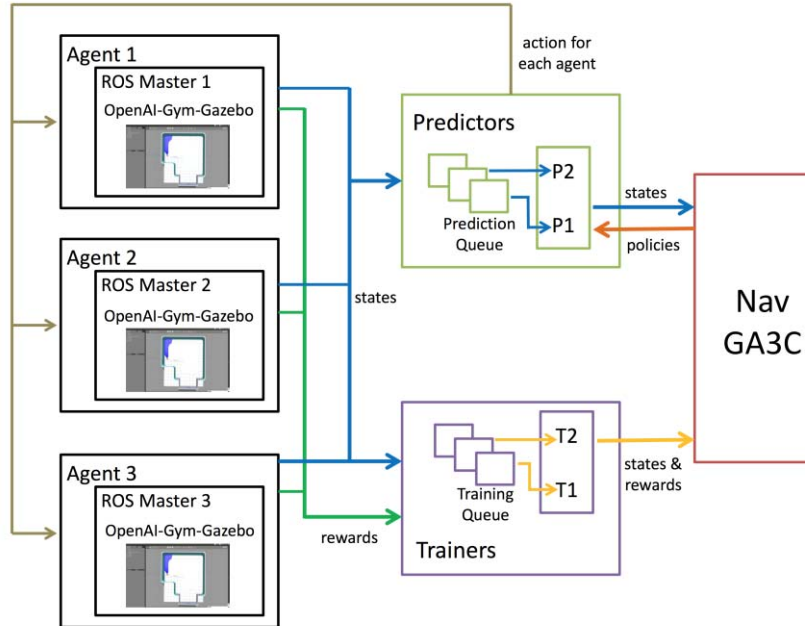 Agent 1
ROS Master 1
OpenAI-Gym-Gazebo
Agent 2
ROS Master 2
OpenAI-Gym-Gazebo
Agent 3
ROS Master 3
OpenAI-Gym-Gazebo
states
rewards
action for
each agent
Predictors
P2
P1
Prediction
Queue
states
policies
T2
T1
Training
Queue
Trainers
states &
rewards
Nav
GA3C